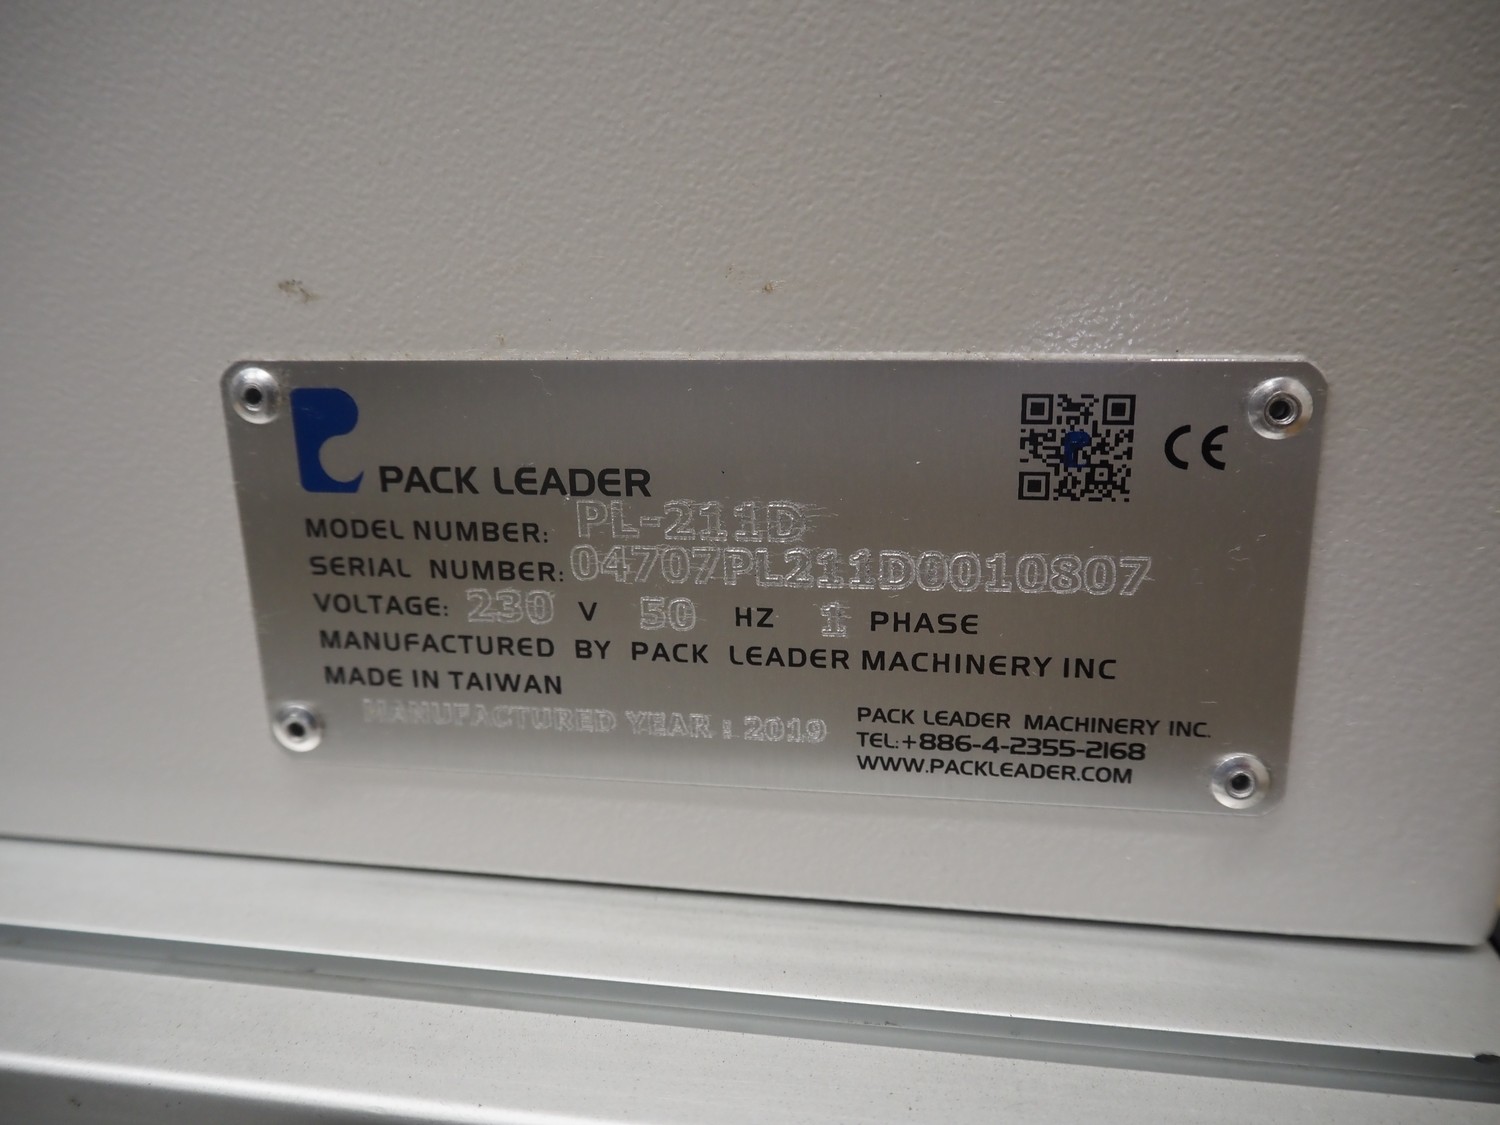 PACK LEADER
CE
MODEL NUMBER: PL-211D
SERIAL NUMBER: 04707PL211D0010807
VOLTAGE: 230 V 50 HZ 1 PHASE
MANUFACTURED BY PACK LEADER MACHINERY INC
MADE IN TAIWAN
MANUFACTURED YEAR : 2019
PACK LEADER MACHINERY INC.
TEL:+886-4-2355-2168
WWW.PACKLEADER.COM